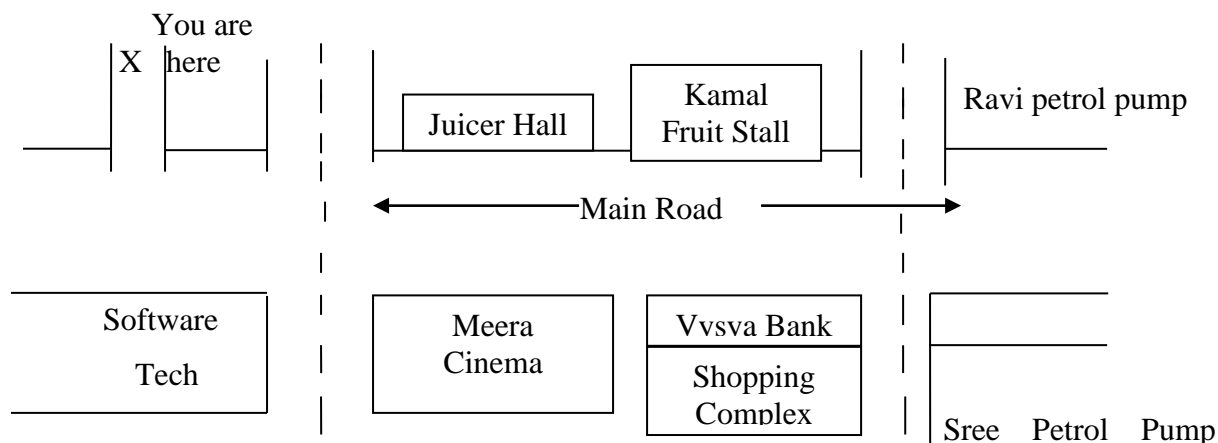 You are
X here
Juicer Hall
Kamal
Fruit Stall
Ravi petrol pump
Main Road
Software
Tech
Meera
Cinema
Vvsva Bank
Shopping
Complex
Sree Petrol Pump